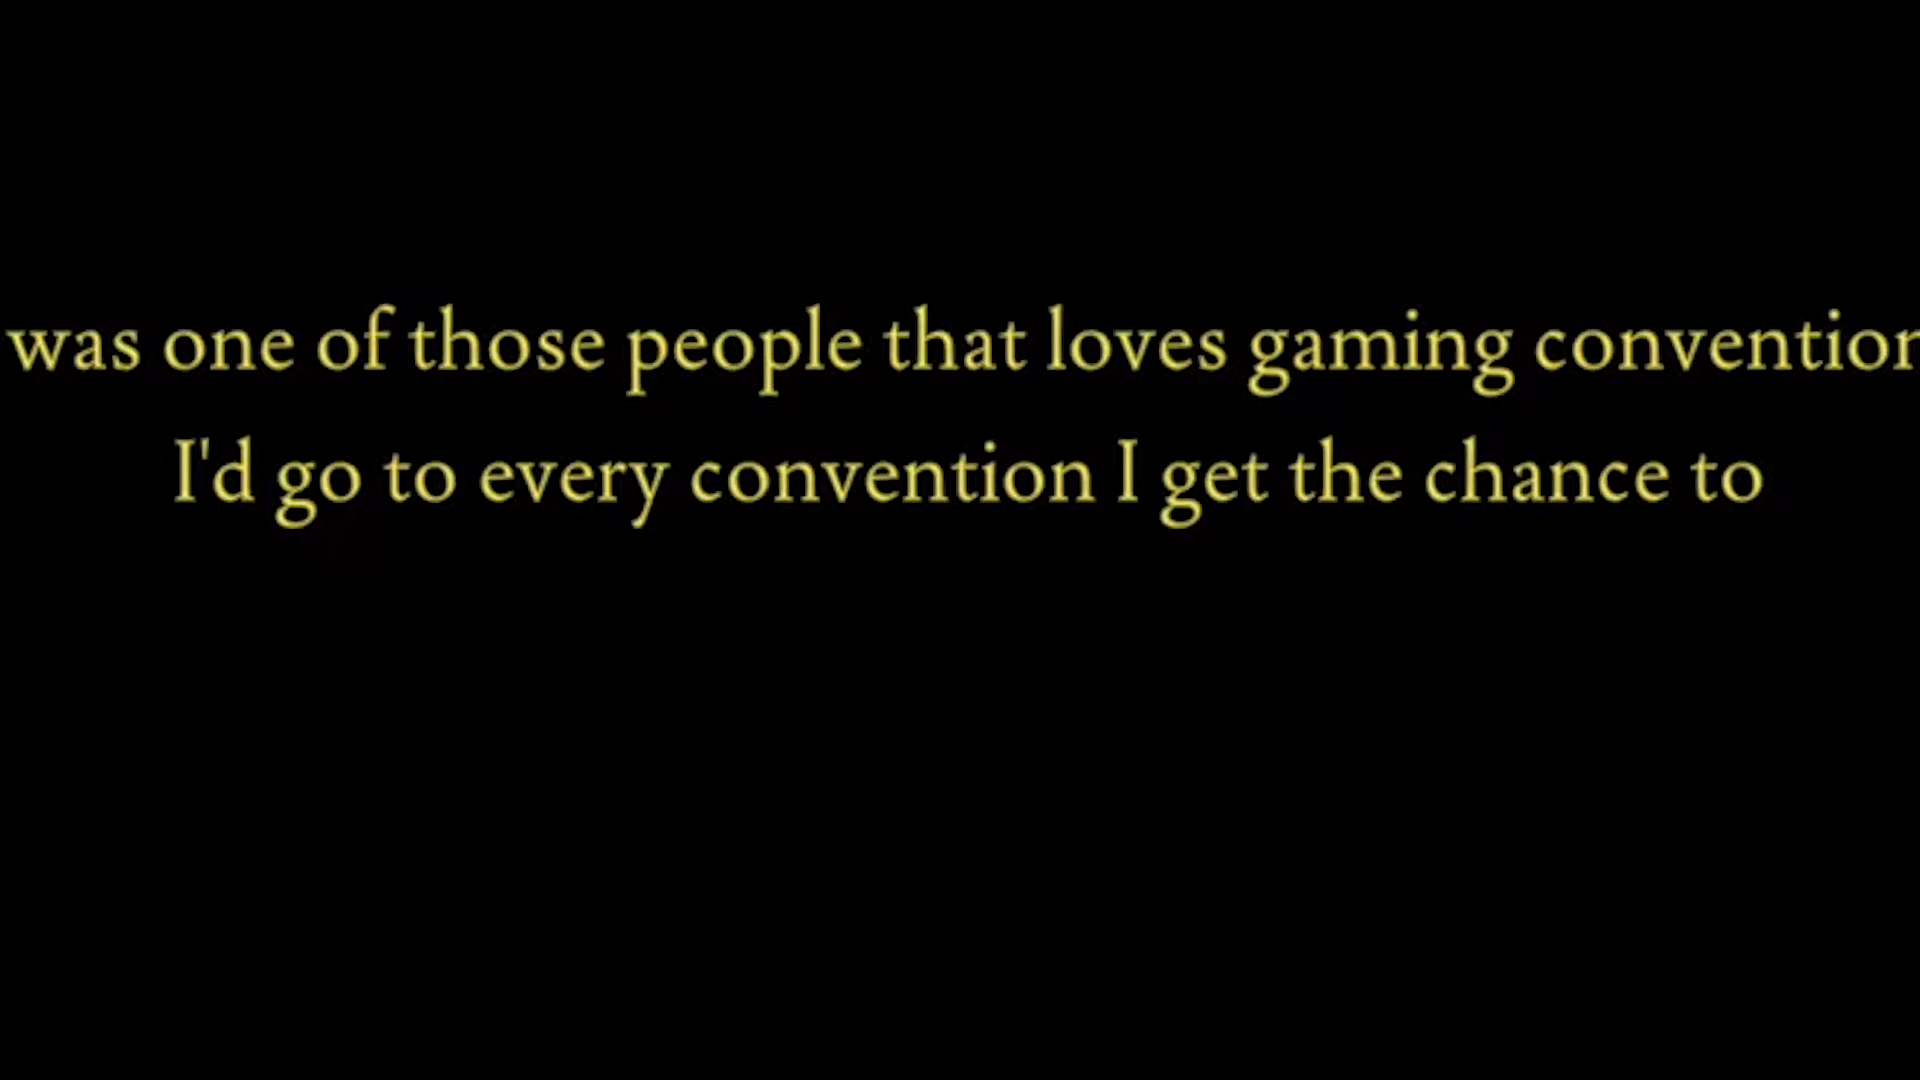 was one of those people that loves gaming convention
I'd go to every convention I get the chance to